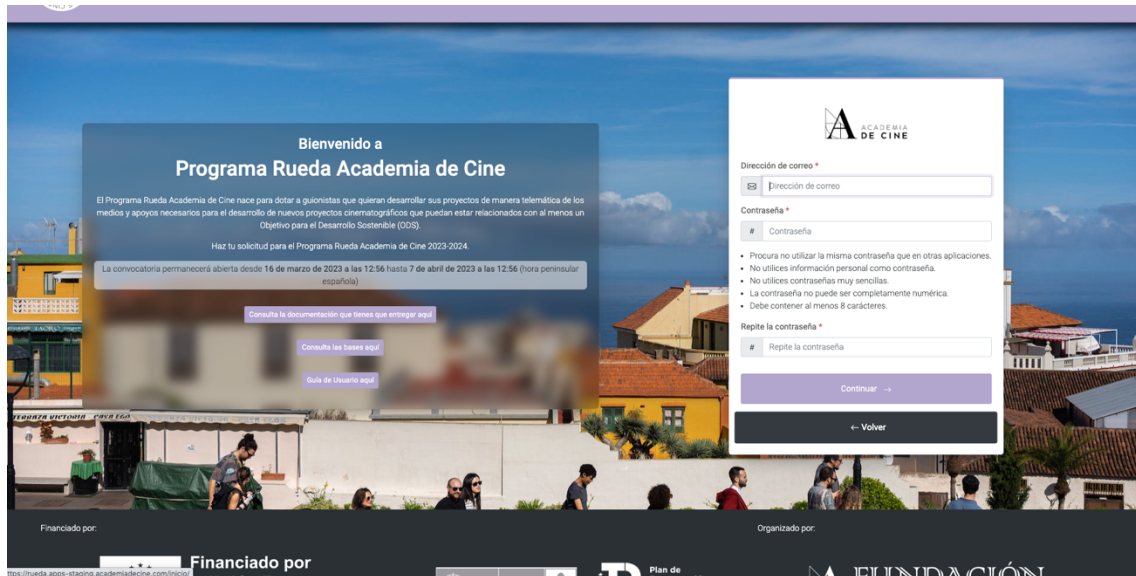 Bienvenido a
Programa Rueda Academia de Cine
El Programa Rueda Academia de Cine nace para dotar a guionistas que quieran desarrollar sus proyectos de manera telemática de los
medios y apoyos necesarios para el desarrollo de nuevos proyectos cinematográficos que puedan estar relacionados con al menos un
Objetivo para el Desarrollo Sostenible (ODS).
Haz tu solicitud para el Programa Rueda Academia de Cine 2023-2024.
La convocatoria permanecerá abierta desde 16 de marzo de 2023 a las 12:56 hasta 7 de abril de 2023 a las 12:56 (hora peninsular
española)
Consulta la documentación que tienes que entregar aquí
Consulta las bases aquí
Guía de Usuario aquí
ACADEMIA
DE CINE
Dirección de correo *
Dirección de correo
Contraseña *
# Contraseña
• Procura no utilizar la misma contraseña que en otras aplicaciones.
• No utilices información personal como contraseña.
• No utilices contraseñas muy sencillas.
• La contraseña no puede ser completamente numérica.
• Debe contener al menos 8 carácteres.
Repite la contraseña *
# Repite la contraseña
Continuar →
← Volver
TERRAZA VICTORIA - CASA EGO
Financiado por:
Organizado por:
Financiado por
Plan de
FUNDACIÓN
ttps://rueda.apps-staging.academiadecine.com/inicio/